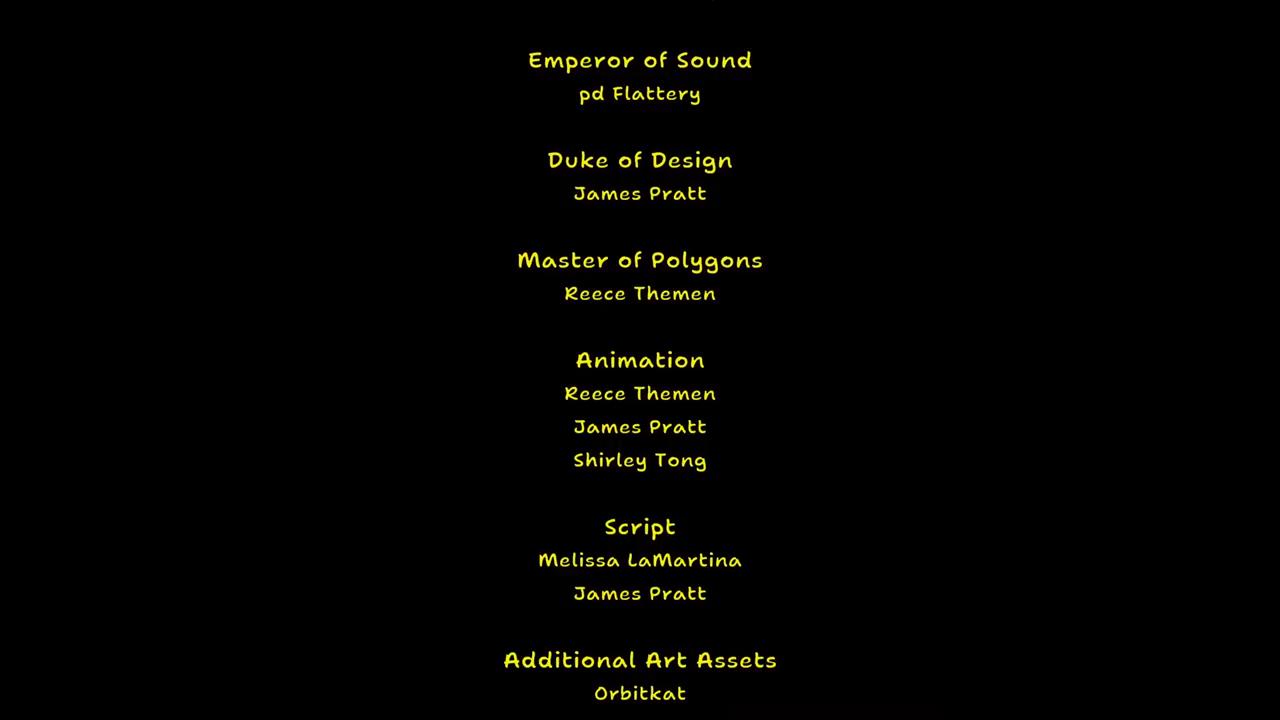 Emperor of Sound
pd Flattery
Duke of Design
James Pratt
Master of Polygons
Reece Themen
Animation
Reece Themen
James Pratt
Shirley Tong
Script
Melissa LaMartina
James Pratt
Additional Art Assets
Orbitkat